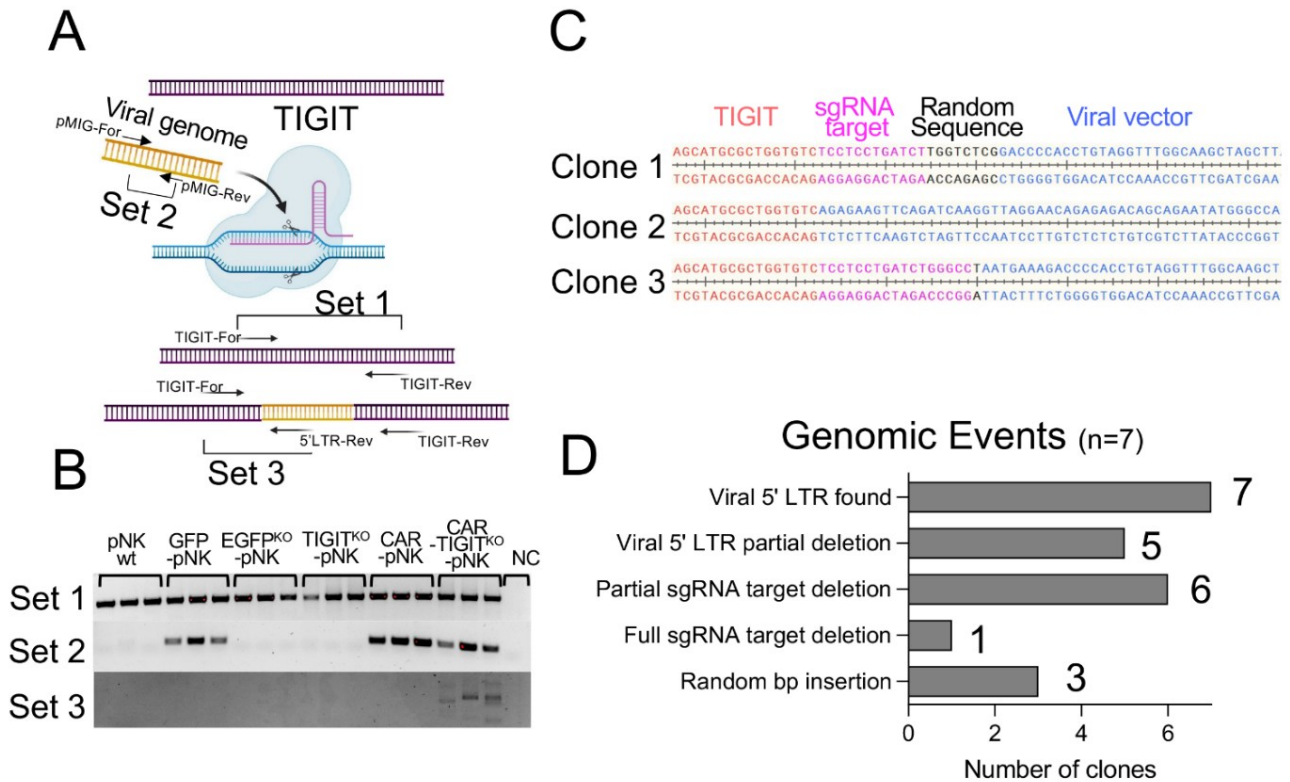 A
Viral genome
TIGIT
pMIG-For
pMIG-Rev
Set 2
Set 1
TIGIT-For
TIGIT-Rev
TIGIT-For
5'LTR-Rev
TIGIT-Rev
Set 3
B
pNK
wt
GFP
-pNK
EGFPᴷᴼ
-pNK
TIGITᴷᴼ
-pNK
CAR
-pNK
CAR
-TIGITᴷᴼ
-pNK
NC
Set 1
Set 2
Set 3
C
TIGIT
sgRNA
target
Random
Sequence
Viral vector
Clone 1
AGCATGCGCTGGTGTCTCCTCCTGATCTTGGTCTCGGACCCCACCTGTAGGTTTGGCAAGCTAGCTT
TCGTACGCGACCACAGAGGAGGACTAGAACCAGAGCCTGGGGTGGACATCCAAACCGTTCGATCGAA
Clone 2
AGCATGCGCTGGTGTCAGAGAAGTTCAGATCAAGGTTAGGAACAGAGAGACAGCAGAATATGGGCCA
TCGTACGCGACCACAGTCTCTTCAAGTCTAGTTCCAATCCTTGTCTCTCTGTCGTCTTATACCCGGT
Clone 3
AGCATGCGCTGGTGTCTCCTCCTGATCTGGGCCTAATGAAAGACCCCACCTGTAGGTTTGGCAAGCT
TCGTACGCGACCACAGAGGAGGACTAGACCCGGATTACTTTCTGGGGTGGACATCCAAACCGTTCGA
D
Genomic Events (n=7)
Viral 5' LTR found
7
Viral 5' LTR partial deletion
5
Partial sgRNA target deletion
6
Full sgRNA target deletion
1
Random bp insertion
3
0 2 4 6
Number of clones